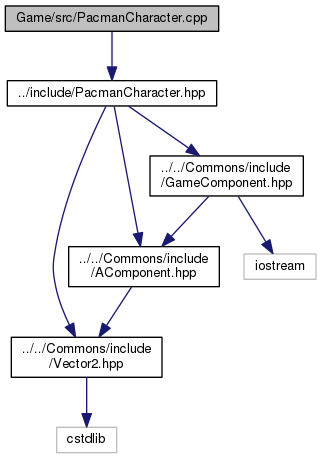 Game/src/PacmanCharacter.cpp
../include/PacmanCharacter.hpp
../../Commons/include
/GameComponent.hpp
../../Commons/include
/AComponent.hpp
iostream
../../Commons/include
/Vector2.hpp
cstdlib